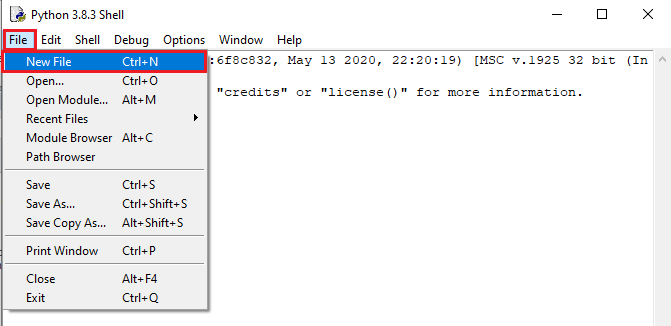 Python 3.8.3 Shell
File Edit Shell Debug Options Window Help
:6f8c832, May 13 2020, 22:20:19) [MSC v.1925 32 bit (In
"credits" or "license()" for more information.
New File Ctrl+N
Open... Ctrl+O
Open Module... Alt+M
Recent Files
Module Browser Alt+C
Path Browser
Save Ctrl+S
Save As... Ctrl+Shift+S
Save Copy As... Alt+Shift+S
Print Window Ctrl+P
Close Alt+F4
Exit Ctrl+Q